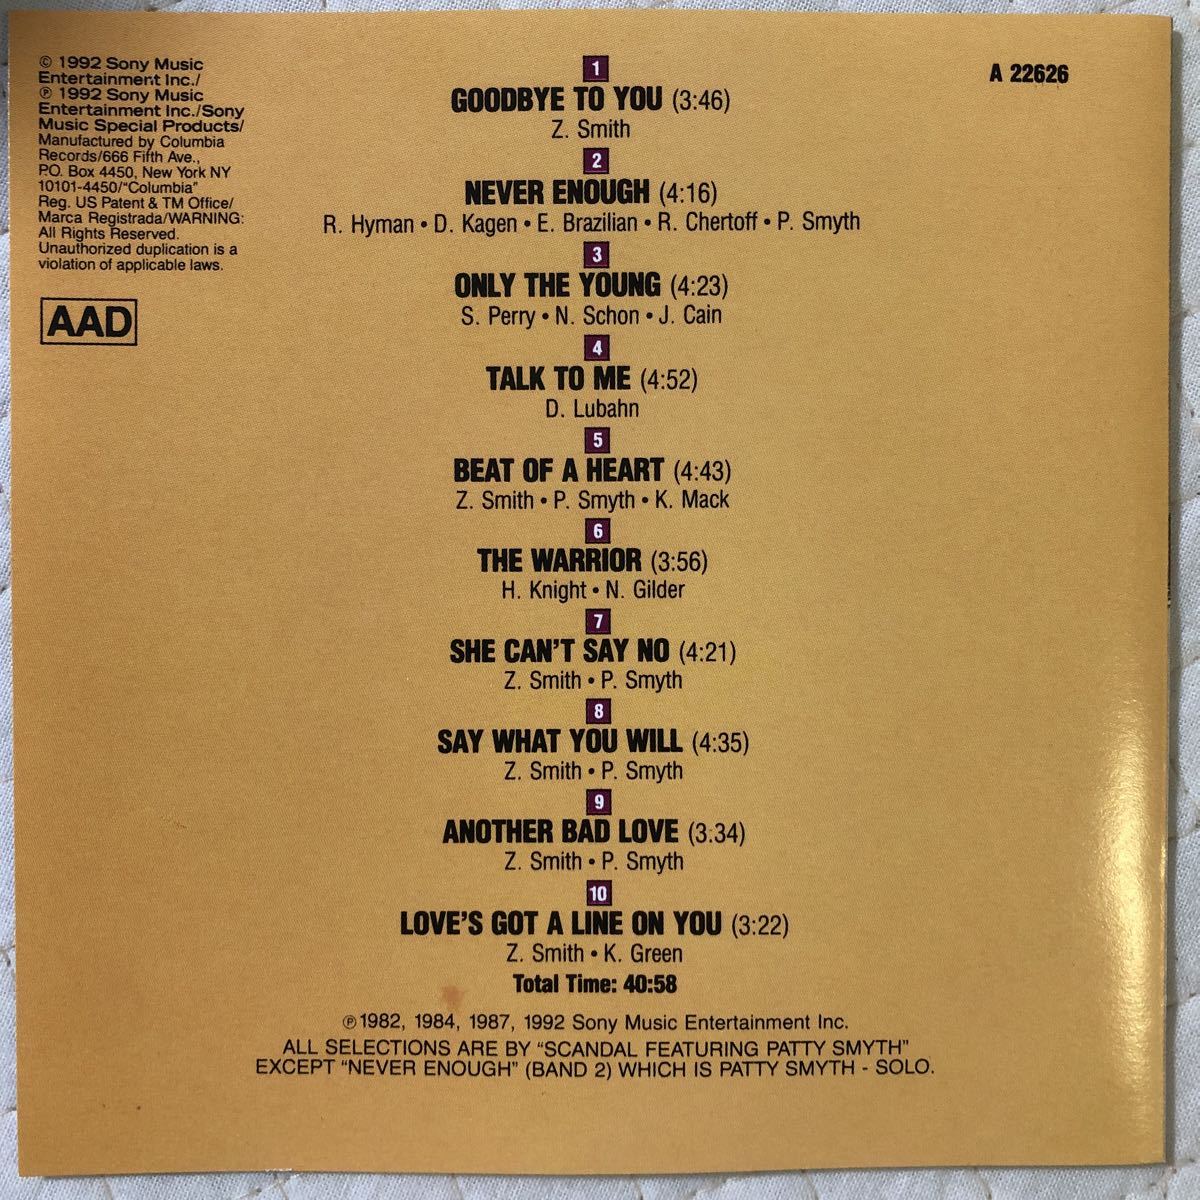 © 1992 Sony Music
Entertainment Inc./
℗ 1992 Sony Music
Entertainment Inc./Sony
Music Special Products/
Manufactured by Columbia
Records/666 Fifth Ave.,
P.O. Box 4450, New York NY
10101-4450/"Columbia"
Reg. US Patent & TM Office/
Marca Registrada/WARNING:
All Rights Reserved.
Unauthorized duplication is a
violation of applicable laws.
AAD
A 22626
1
GOODBYE TO YOU (3:46)
Z. Smith
2
NEVER ENOUGH (4:16)
R. Hyman • D. Kagen • E. Brazilian • R. Chertoff • P. Smyth
3
ONLY THE YOUNG (4:23)
S. Perry • N. Schon • J. Cain
4
TALK TO ME (4:52)
D. Lubahn
5
BEAT OF A HEART (4:43)
Z. Smith • P. Smyth • K. Mack
6
THE WARRIOR (3:56)
H. Knight • N. Gilder
7
SHE CAN'T SAY NO (4:21)
Z. Smith • P. Smyth
8
SAY WHAT YOU WILL (4:35)
Z. Smith • P. Smyth
9
ANOTHER BAD LOVE (3:34)
Z. Smith • P. Smyth
10
LOVE'S GOT A LINE ON YOU (3:22)
Z. Smith • K. Green
Total Time: 40:58
℗ 1982, 1984, 1987, 1992 Sony Music Entertainment Inc.
ALL SELECTIONS ARE BY "SCANDAL FEATURING PATTY SMYTH"
EXCEPT "NEVER ENOUGH" (BAND 2) WHICH IS PATTY SMYTH - SOLO.